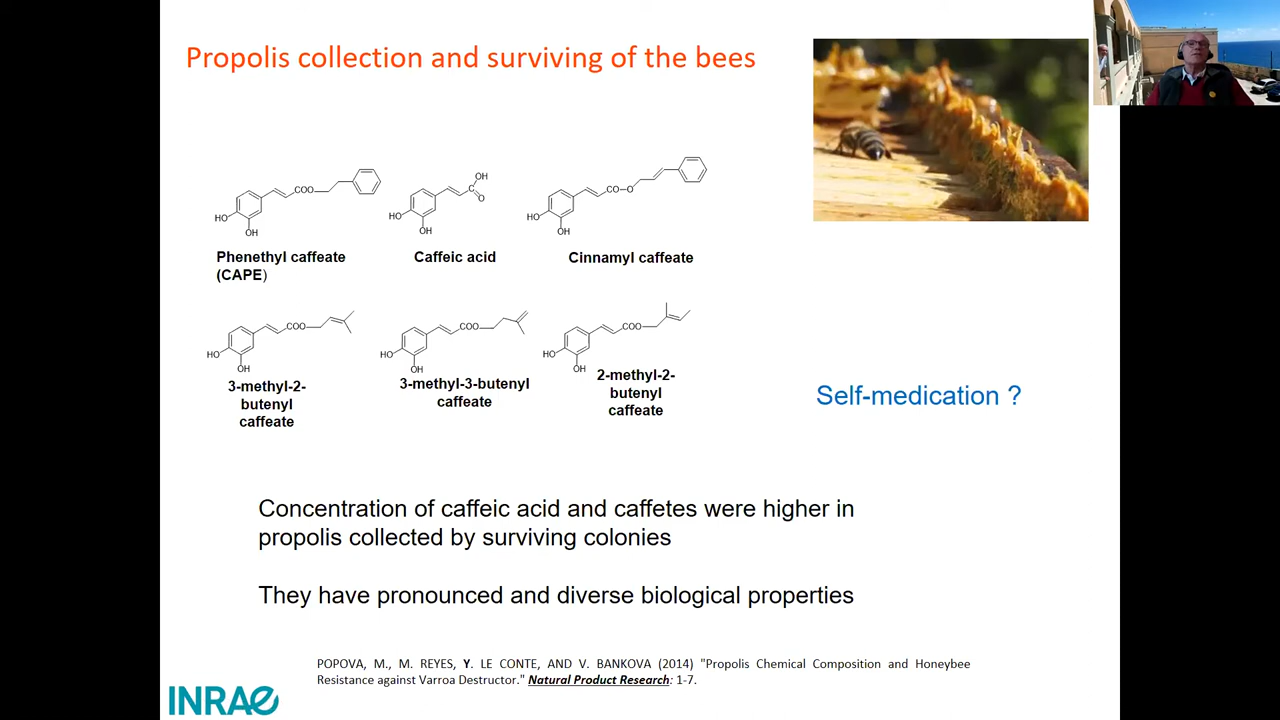 Propolis collection and surviving of the bees
COO
HO
OH
Phenethyl caffeate
(CAPE)
OH
C
O
HO
OH
Caffeic acid
CO-O
HO
OH
Cinnamyl caffeate
COO
HO
OH
3-methyl-2-
butenyl
caffeate
COO
HO
OH
3-methyl-3-butenyl
caffeate
COO
HO
OH
2-methyl-2-
butenyl
caffeate
Self-medication ?
Concentration of caffeic acid and caffetes were higher in
propolis collected by surviving colonies
They have pronounced and diverse biological properties
POPOVA, M., M. REYES, Y. LE CONTE, AND V. BANKOVA (2014) "Propolis Chemical Composition and Honeybee
Resistance against Varroa Destructor." Natural Product Research: 1-7.
INRAE